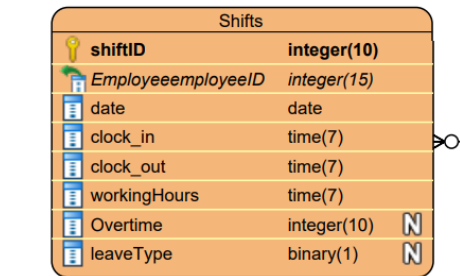 Shifts
shiftID integer(10)
EmployeeemployeeID integer(15)
date date
clock_in time(7)
clock_out time(7)
workingHours time(7)
Overtime integer(10) N
leaveType binary(1) N